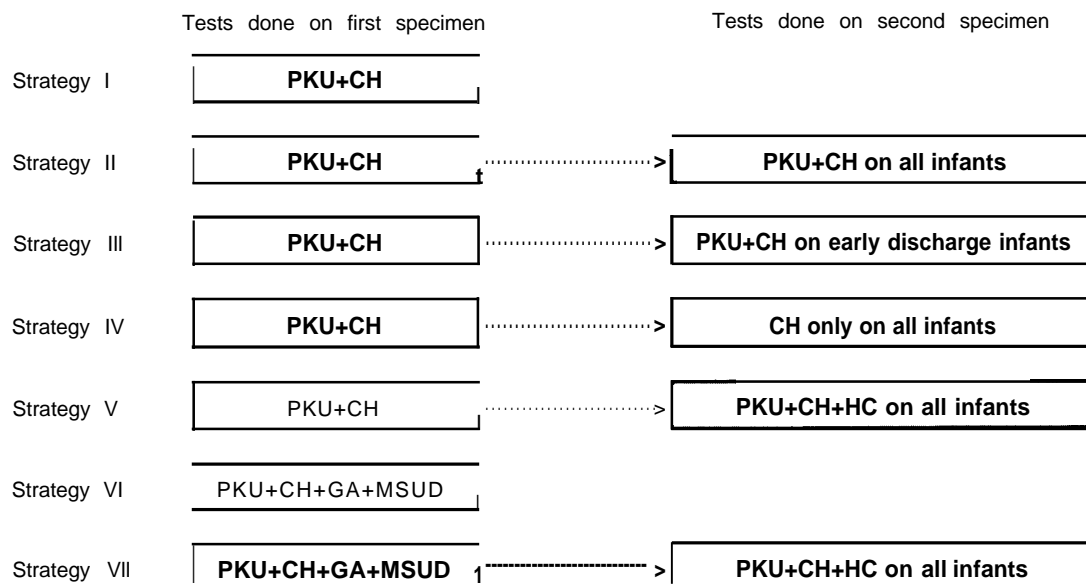 Tests done on first specimen Tests done on second specimen
Strategy I PKU+CH
Strategy II PKU+CH > PKU+CH on all infants
Strategy III PKU+CH > PKU+CH on early discharge infants
Strategy IV PKU+CH > CH only on all infants
Strategy V PKU+CH > PKU+CH+HC on all infants
Strategy VI PKU+CH+GA+MSUD
Strategy VII PKU+CH+GA+MSUD > PKU+CH+HC on all infants